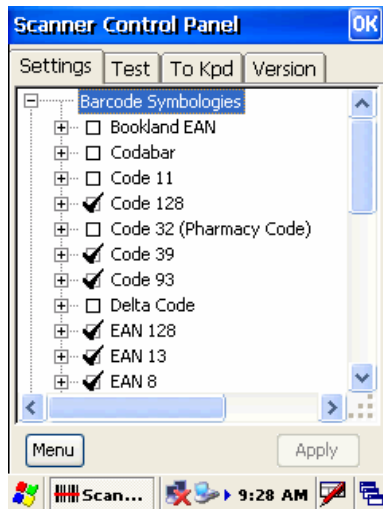 Scanner Control Panel OK
Settings Test To Kpd Version
Barcode Symbologies
Bookland EAN
Codabar
Code 11
Code 128
Code 32 (Pharmacy Code)
Code 39
Code 93
Delta Code
EAN 128
EAN 13
EAN 8
Menu Apply
Scan... 9:28 AM